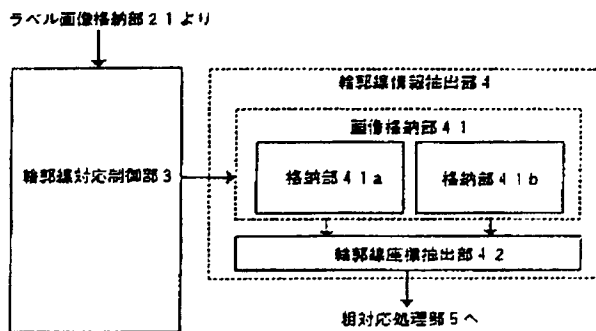 ラベル画像格納部21より
輪郭線情報抽出部4
画像格納部41
輪郭線対応制御部3
格納部41a
格納部41b
輪郭線座標抽出部42
粗対応処理部5へ